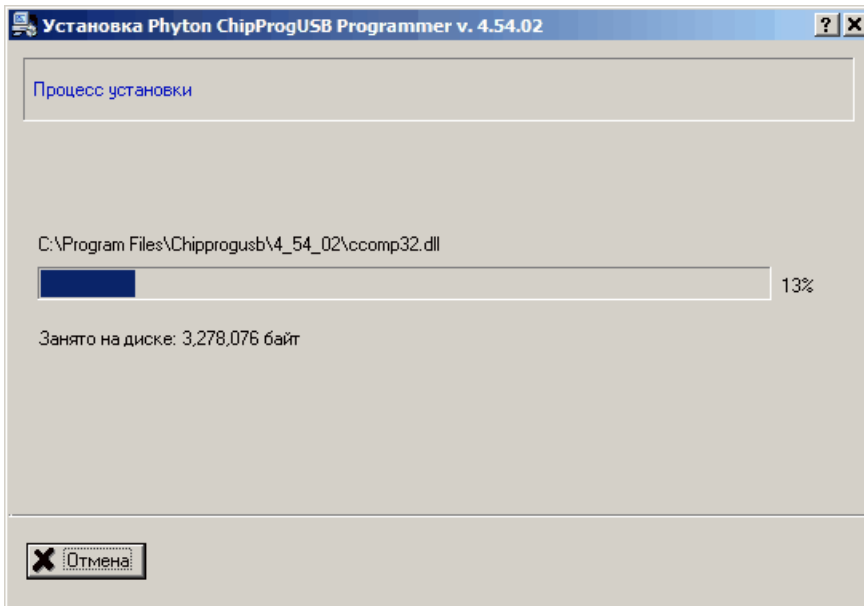 Установка Phyton ChipProgUSB Programmer v. 4.54.02
Процесс установки
C:\Program Files\Chipprogusb\4_54_02\ccomp32.dll
13%
Занято на диске: 3,278,076 байт
Отмена